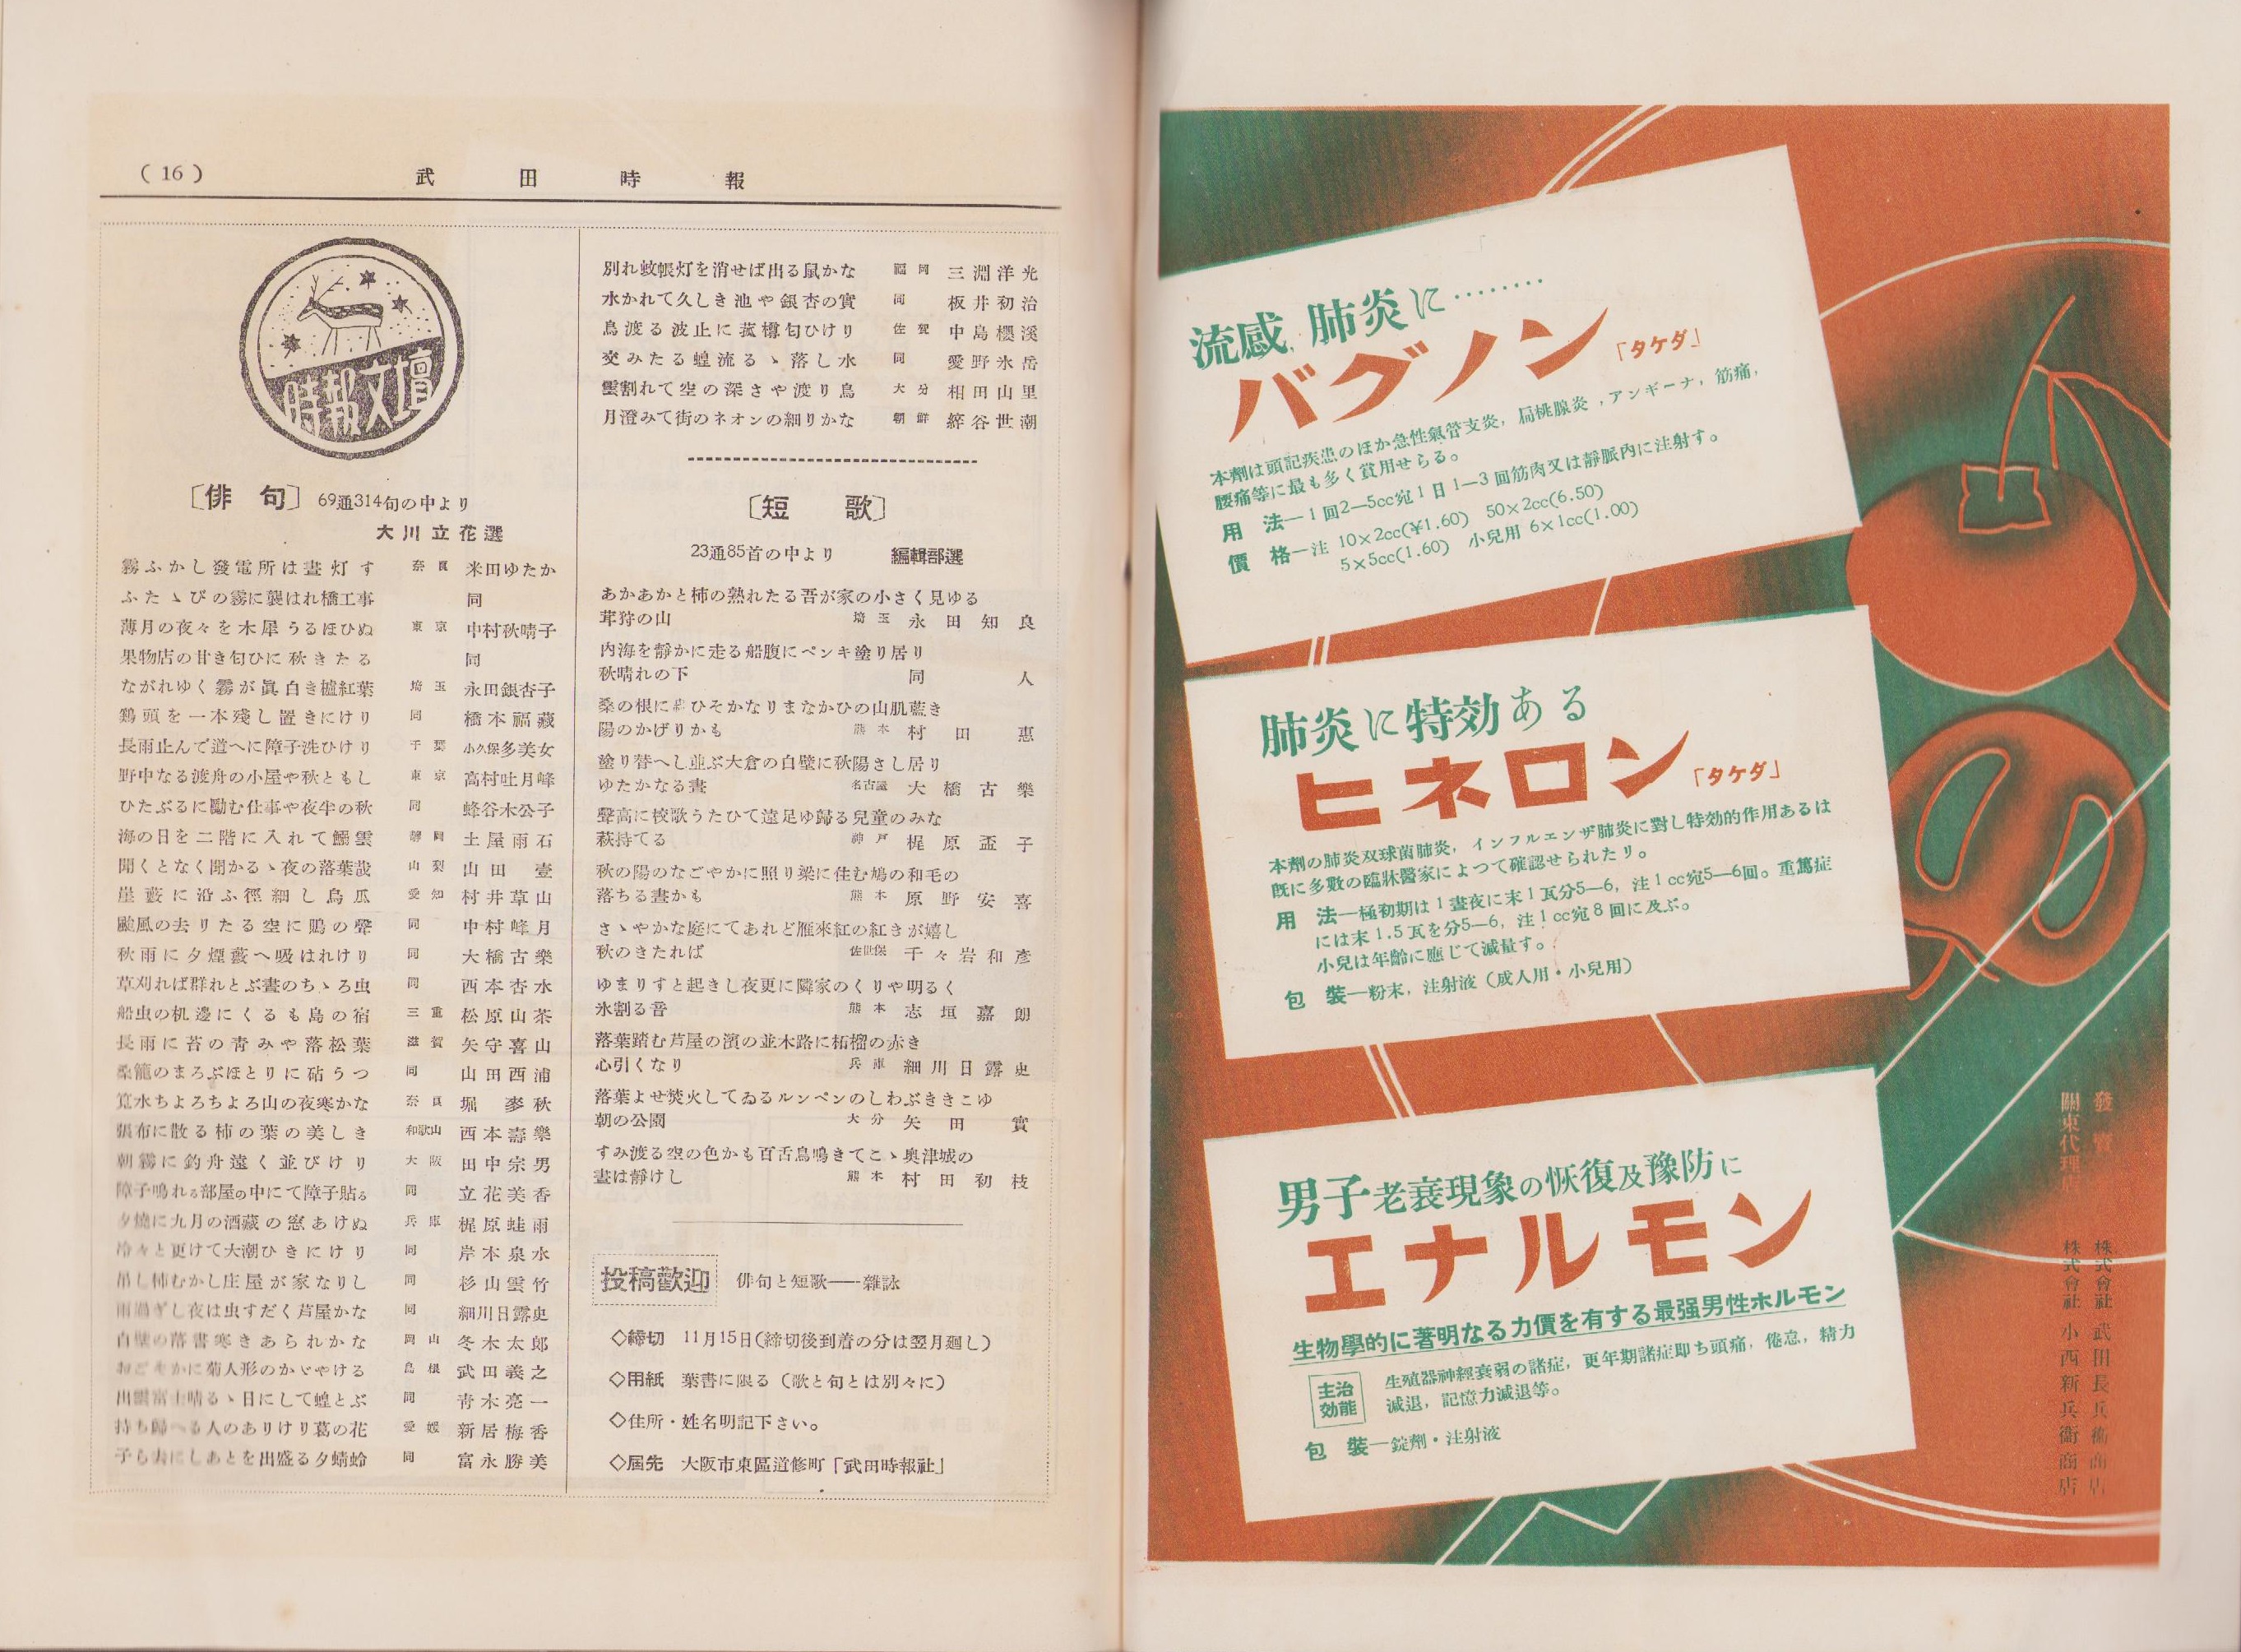 ( 16 )
武田時報
時報文壇
〔俳句〕 69通314句の中より
大川立花選
霧ふかし發電所は晝灯す 奈良 米田ゆたか
ふたゝびの霧に襲はれ橋工事 同
薄月の夜々を木犀うるほひぬ 東京 中村秋晴子
果物店の甘き匂ひに秋きたる 同
ながれゆく霧が眞白き櫨紅葉 埼玉 永田銀杏子
鷄頭を一本殘し置きにけり 同 橋本福藏
長雨止んで道へに障子洗ひけり 千葉 小久保多美女
野中なる渡舟の小屋や秋ともし 東京 高村吐月峰
ひたぶるに勵む仕事や夜半の秋 同 蜂谷木公子
海の日を二階に入れて鰯雲 靜岡 土屋雨石
聞くとなく聞かるゝ夜の落葉哉 山梨 山田壹
崖藪に沿ふ徑細し烏瓜 愛知 村井草山
颱風の去りたる空に鵙の聲 同 中村峰月
秋雨に夕煙藪へ吸はれけり 同 大橋古樂
草刈れば群れとぶ晝のちゝろ虫 同 西本杏水
船虫の机邊にくるも島の宿 三重 松原山茶
長雨に苔の靑みや落松葉 滋賀 矢守喜山
桑籠のまろぶほとりに砧うつ 同 山田西浦
筧水ちよろちよろ山の夜寒かな 奈良 堀麥秋
張布に散る柿の葉の美しき 和歌山 西本壽樂
朝霧に釣舟遠く並びけり 大阪 田中宗男
障子鳴れる部屋の中にて障子貼る 同 立花美香
夕燒に九月の酒藏の窓あけぬ 兵庫 梶原蛙雨
冷々と更けて大潮ひきにけり 同 岸本泉水
吊し柿むかし庄屋が家なりし 同 杉山雲竹
雨過ぎし夜は虫すだく芦屋かな 同 細川日露史
白壁の落書寒きあられかな 岡山 冬木太郎
おごそかに菊人形のかゞやける 島根 武田義之
出雲富士晴るゝ日にして蝗とぶ 同 靑木亮一
持ち歸へる人のありけり葛の花 愛媛 新居梅香
子ら去にしあとを出盛る夕蜻蛉 同 富永勝美
別れ蚊帳灯を消せば出る鼠かな 福岡 三淵洋光
水かれて久しき池や銀杏の實 同 板井初治
鳥渡る波止に菰樽匂ひけり 佐賀 中島櫻溪
交みたる蝗流るゝ落し水 同 愛野氷岳
雲割れて空の深さや渡り鳥 大分 相田山里
月澄みて街のネオンの細りかな 朝鮮 谷世潮
〔短歌〕
23通85首の中より 編輯部選
あかあかと柿の熟れたる吾が家の小さく見ゆる
茸狩の山 埼玉 永田知良
内海を靜かに走る船腹にペンキ塗り居り
秋晴れの下 同人
桑の根に ひそかなりまなかひの山肌藍き
陽のかげりかも 熊本 村田惠
塗り替へし並ぶ大倉の白壁に秋陽さし居り
ゆたかなる晝 名古屋 大橋古樂
聲高に校歌うたひて遠足ゆ歸る兒童のみな
萩持てる 神戸 梶原盃子
秋の陽のなごやかに照り梁に住む鳩の和毛の
落ちる晝かも 熊本 原野安喜
さゝやかな庭にてあれど雁來紅の紅きが嬉し
秋のきたれば 佐世保 千々岩和彥
ゆまりすと起きし夜更に隣家のくりや明るく
氷割る音 熊本 志垣嘉朗
落葉踏む芦屋の濱の並木路に柘榴の赤き
心引くなり 兵庫 細川日露史
落葉よせ焚火してゐるルンペンのしわぶききこゆ
朝の公園 大分 矢田實
すみ渡る空の色かも百舌鳥鳴きてこゝ奥津城の
晝は靜けし 熊本 村田初枝
投稿歡迎 俳句と短歌──雜詠
◇締切 11月15日(締切後到着の分は翌月廻し)
◇用紙 葉書に限る(歌と句とは別々に)
◇住所・姓名明記下さい。
◇屆先 大阪市東區道修町「武田時報社」
流感、肺炎に‥‥‥‥
バグノン「タケダ」
本劑は頭記疾患のほか急性氣管支炎，扁桃腺炎，アンギーナ，筋痛，
腰痛等に最も多く賞用せらる。
用 法─1回2─5cc宛1日1─3回筋肉又は靜脈內に注射す。
價 格─注 10×2cc(¥1.60) 50×2cc(6.50)
5×5cc(1.60) 小兒用 6×1cc(1.00)
肺炎に特効ある
ヒネロン「タケダ」
本劑の肺炎双球菌肺炎，インフルエンザ肺炎に對し特効的作用あるは
既に多數の臨牀醫家によつて確認せられたり。
用 法─極初期は1晝夜に末1瓦分5─6，注1cc宛5─6回。重篤症
には末1.5瓦を分5─6，注1cc宛8回に及ぶ。
小兒は年齡に應じて減量す。
包 裝─粉末，注射液（成人用・小兒用）
男子老衰現象の恢復及豫防に
エナルモン
生物學的に著明なる力價を有する最强男性ホルモン
主治効能
生殖器神經衰弱の諸症，更年期諸症卽ち頭痛，倦怠，精力
減退，記憶力減退等。
包 裝─錠劑・注射液
發賣 株式會社 武田長兵衞商店
關東代理店 株式會社 小西新兵衞商店